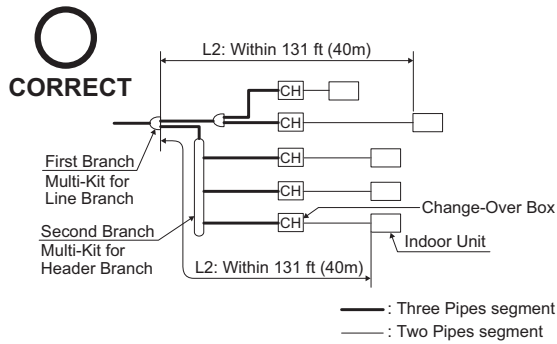 L2: Within 131 ft (40m)
CORRECT
CH
CH
First Branch
Multi-Kit for
Line Branch
CH
CH
Change-Over Box
Second Branch
Multi-Kit for
Header Branch
CH
Indoor Unit
L2: Within 131 ft (40m)
: Three Pipes segment
: Two Pipes segment